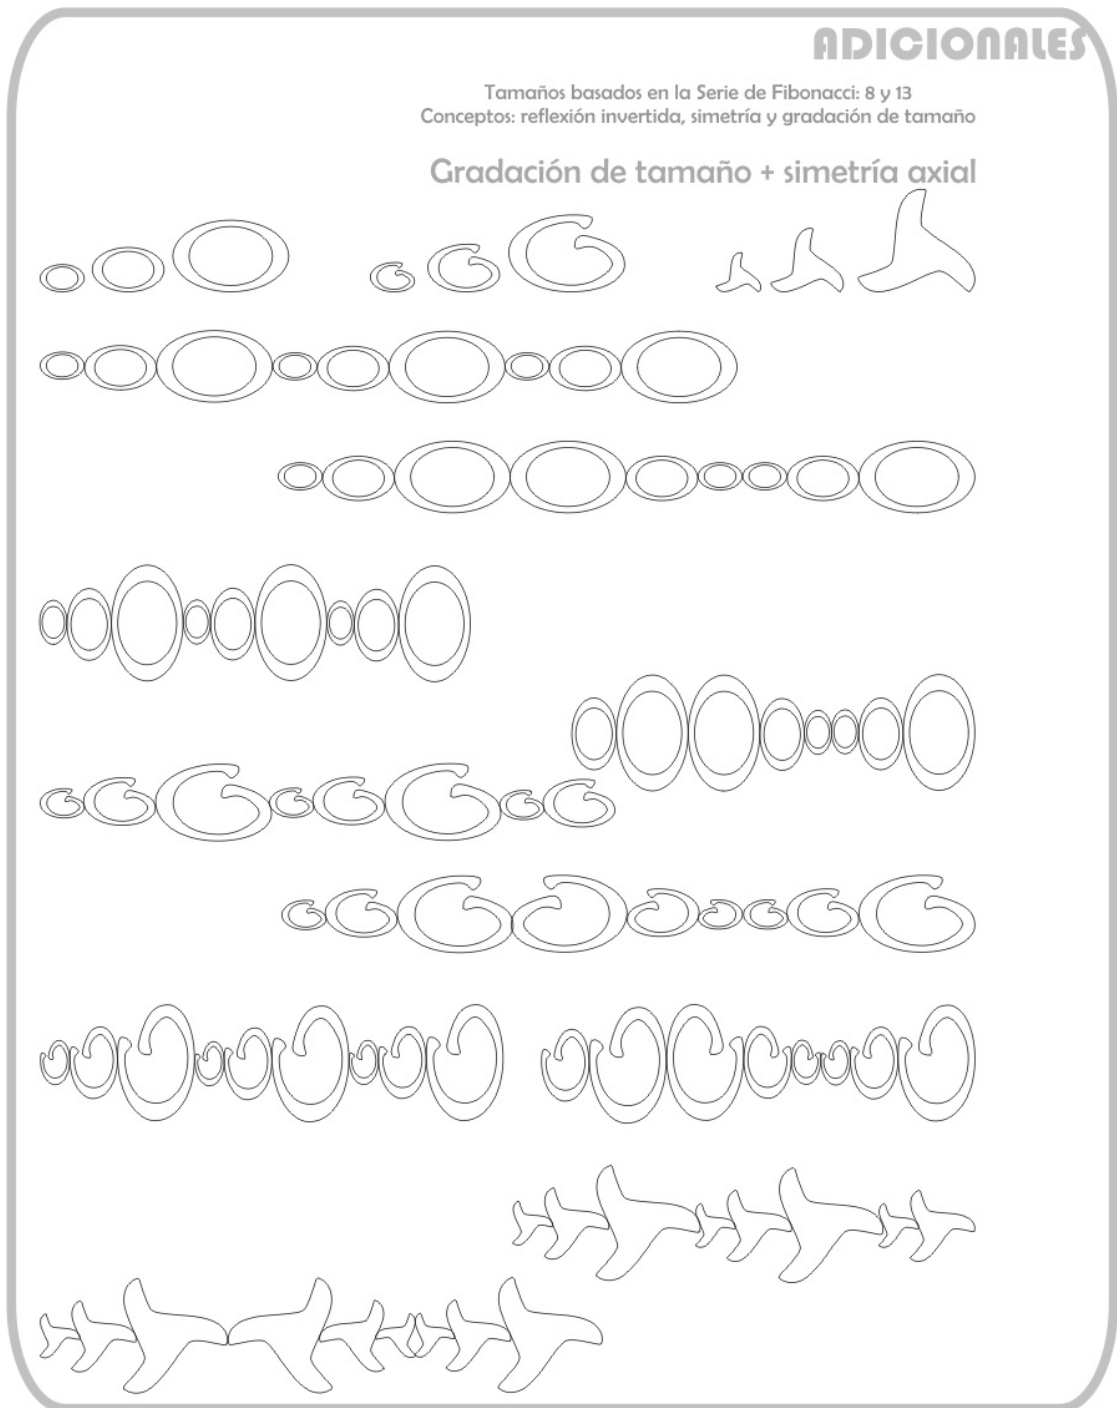 ADICIONALES
Tamaños basados en la Serie de Fibonacci: 8 y 13
Conceptos: reflexión invertida, simetría y gradación de tamaño
Gradación de tamaño + simetría axial